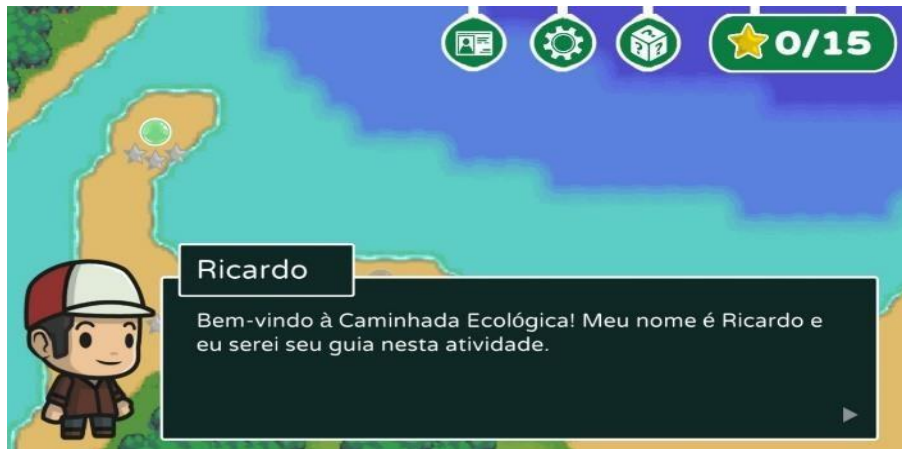 0/15
Ricardo
Bem-vindo à Caminhada Ecológica! Meu nome é Ricardo e
eu serei seu guia nesta atividade.